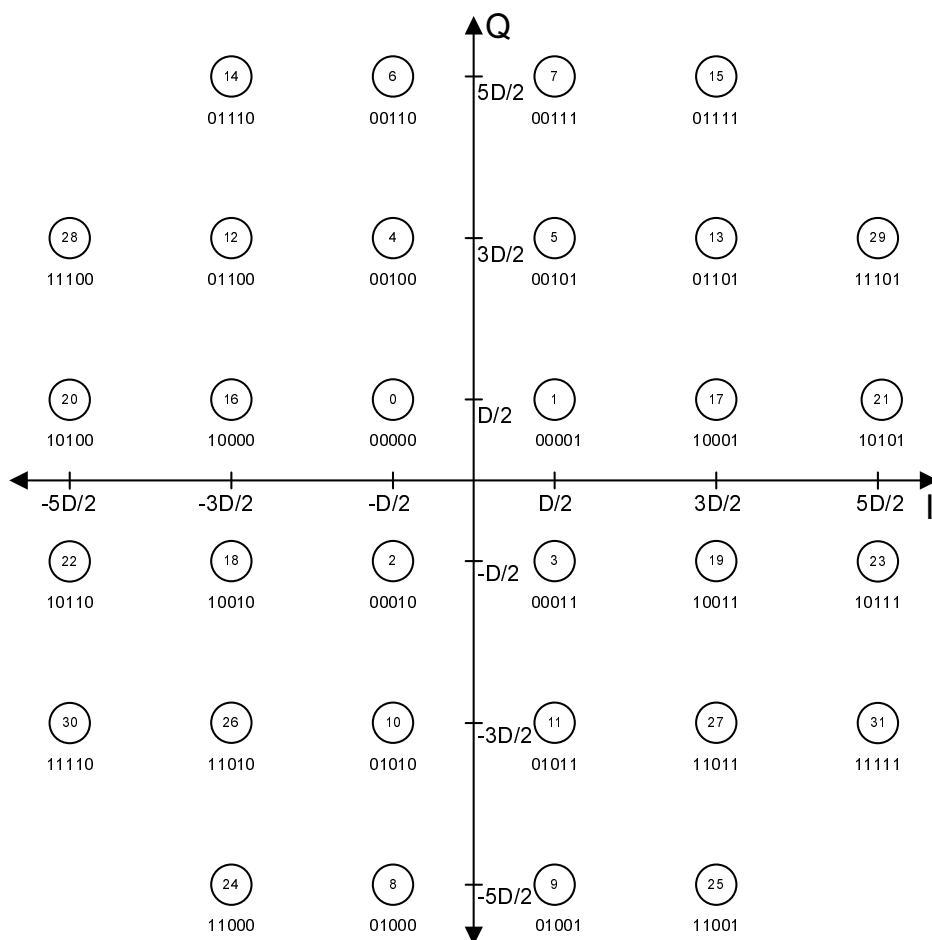 Q
14 6 7 15
5D/2
01110 00110 00111 01111
28 12 4 5 13 29
3D/2
11100 01100 00100 00101 01101 11101
20 16 0 1 17 21
D/2
10100 10000 00000 00001 10001 10101
-5D/2 -3D/2 -D/2 D/2 3D/2 5D/2 I
22 18 2 3 19 23
-D/2
10110 10010 00010 00011 10011 10111
30 26 10 11 27 31
-3D/2
11110 11010 01010 01011 11011 11111
24 8 9 25
-5D/2
11000 01000 01001 11001